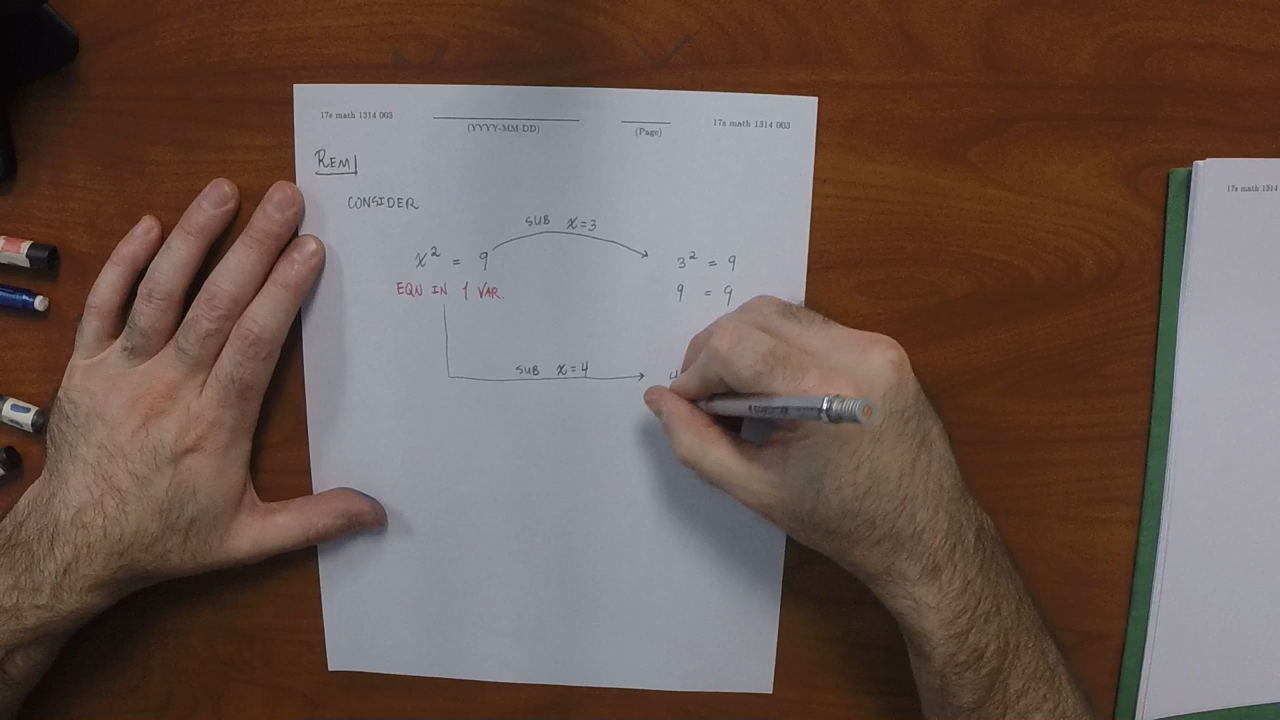 17s math 1314 003 (YYYY-MM-DD) (Page) 17s math 1314 003
REM
CONSIDER
SUB x=3
x² = 9 3² = 9
EQN IN 1 VAR. 9 = 9
SUB x=4 4
17s math 1314